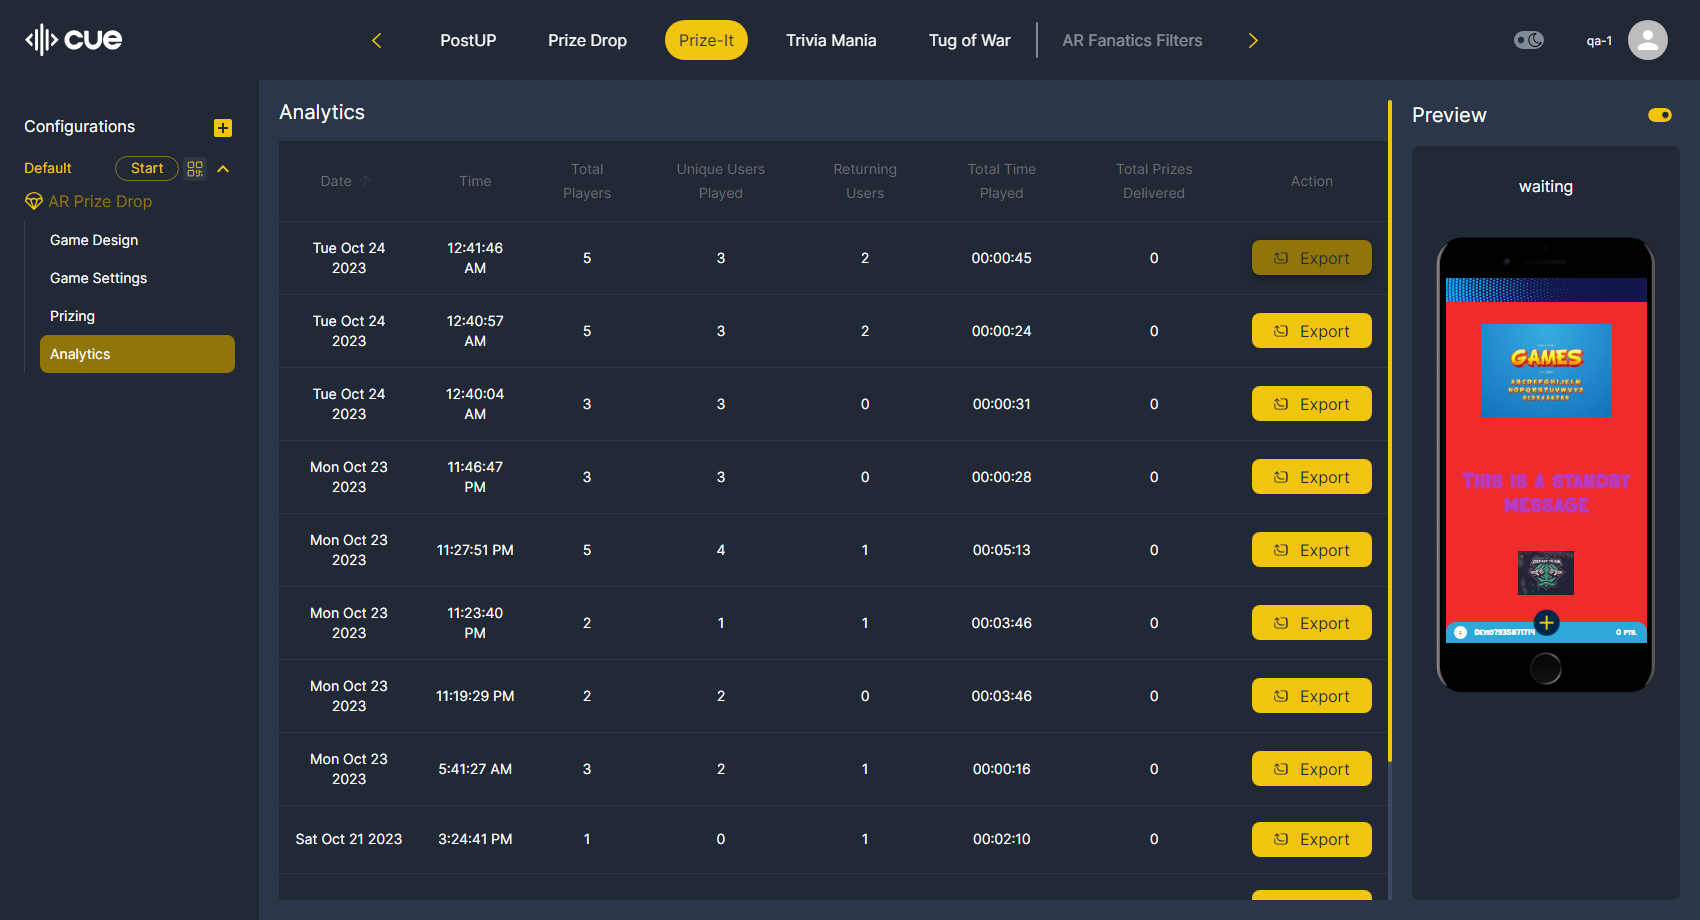 cue
PostUP
Prize Drop
Prize-It
Trivia Mania
Tug of War
AR Fanatics Filters
qa-1
Configurations
Default
Start
AR Prize Drop
Game Design
Game Settings
Prizing
Analytics
Analytics
Date
Time
Total
Players
Unique Users
Played
Returning
Users
Total Time
Played
Total Prizes
Delivered
Action
Tue Oct 24
2023
12:41:46
AM
5
3
2
00:00:45
0
Export
Tue Oct 24
2023
12:40:57
AM
5
3
2
00:00:24
0
Export
Tue Oct 24
2023
12:40:04
AM
3
3
0
00:00:31
0
Export
Mon Oct 23
2023
11:46:47
PM
3
3
0
00:00:28
0
Export
Mon Oct 23
2023
11:27:51 PM
5
4
1
00:05:13
0
Export
Mon Oct 23
2023
11:23:40
PM
2
1
1
00:03:46
0
Export
Mon Oct 23
2023
11:19:29 PM
2
2
0
00:03:46
0
Export
Mon Oct 23
2023
5:41:27 AM
3
2
1
00:00:16
0
Export
Sat Oct 21 2023
3:24:41 PM
1
0
1
00:02:10
0
Export
Preview
waiting
GAMES
ABCDEFGHIJKLM
NOPQRSTUVWXYZ
THIS IS A STANDBY
MESSAGE
0 PTS.